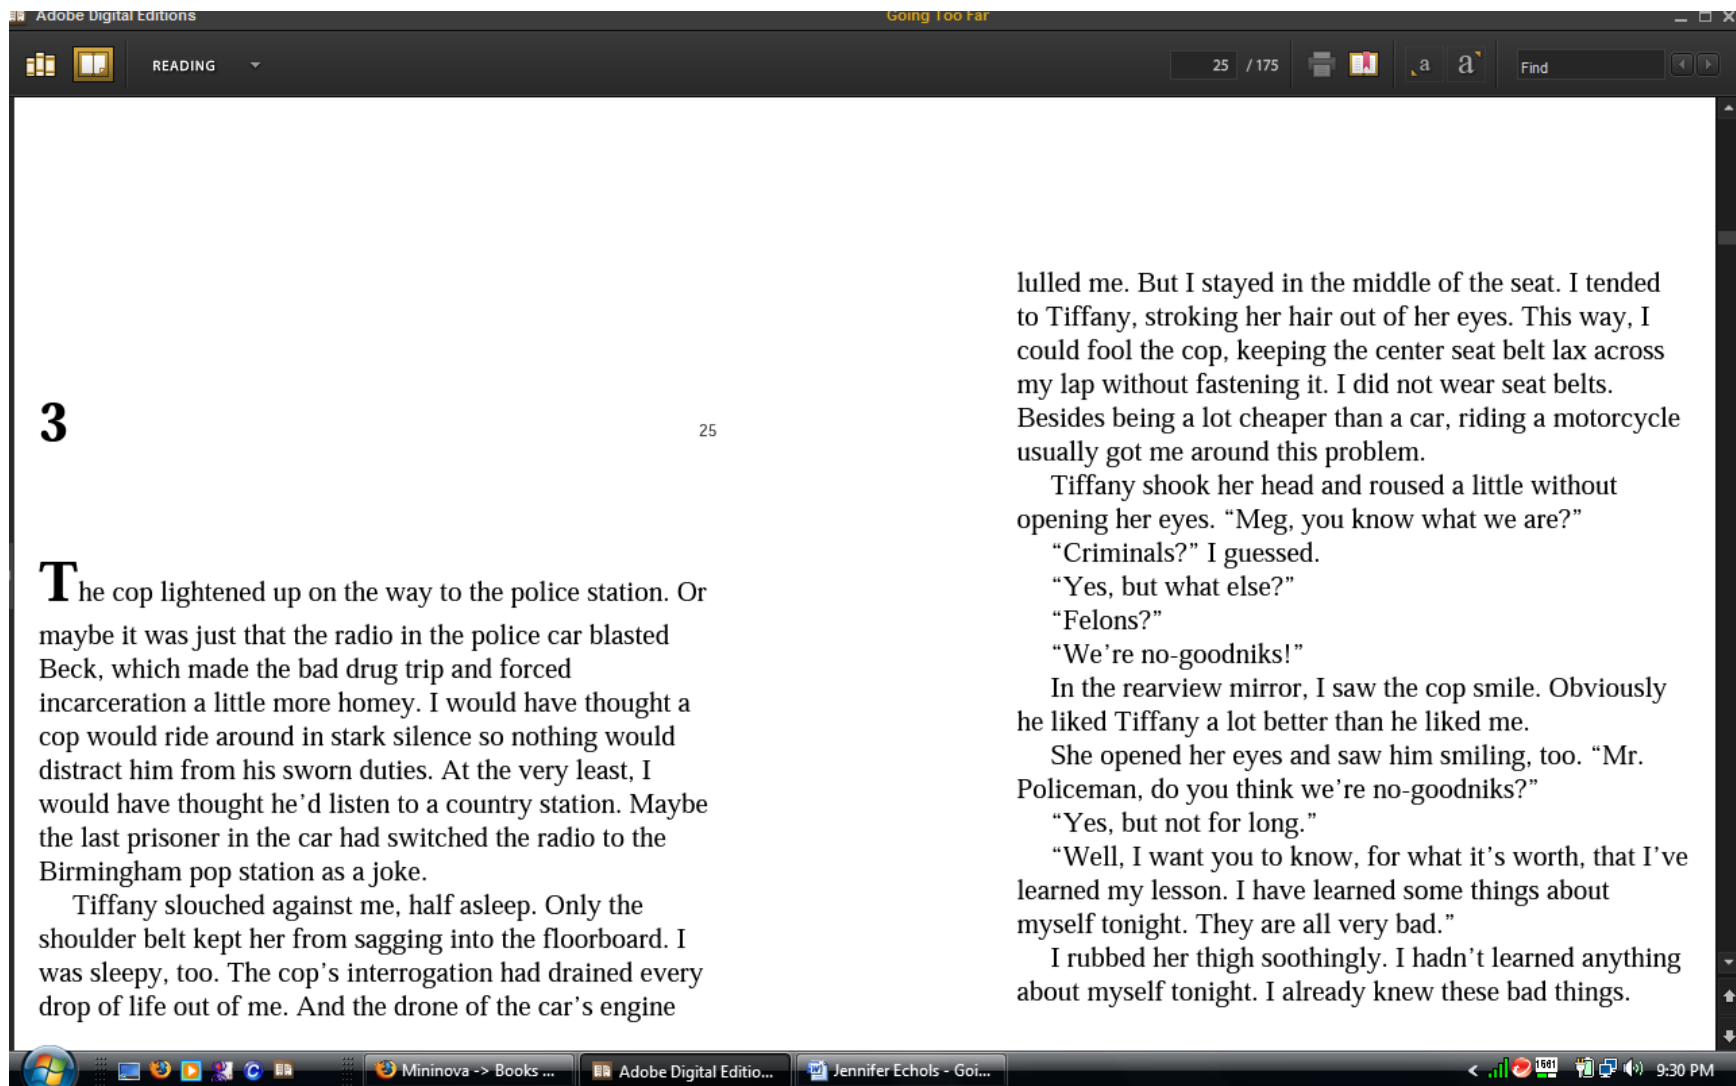 Adobe Digital Editions
Going Too Far
READING
25 / 175
a
a
Find
3
25
The cop lightened up on the way to the police station. Or
maybe it was just that the radio in the police car blasted
Beck, which made the bad drug trip and forced
incarceration a little more homey. I would have thought a
cop would ride around in stark silence so nothing would
distract him from his sworn duties. At the very least, I
would have thought he’d listen to a country station. Maybe
the last prisoner in the car had switched the radio to the
Birmingham pop station as a joke.
Tiffany slouched against me, half asleep. Only the
shoulder belt kept her from sagging into the floorboard. I
was sleepy, too. The cop’s interrogation had drained every
drop of life out of me. And the drone of the car’s engine
lulled me. But I stayed in the middle of the seat. I tended
to Tiffany, stroking her hair out of her eyes. This way, I
could fool the cop, keeping the center seat belt lax across
my lap without fastening it. I did not wear seat belts.
Besides being a lot cheaper than a car, riding a motorcycle
usually got me around this problem.
Tiffany shook her head and roused a little without
opening her eyes. “Meg, you know what we are?”
“Criminals?” I guessed.
“Yes, but what else?”
“Felons?”
“We’re no-goodniks!”
In the rearview mirror, I saw the cop smile. Obviously
he liked Tiffany a lot better than he liked me.
She opened her eyes and saw him smiling, too. “Mr.
Policeman, do you think we’re no-goodniks?”
“Yes, but not for long.”
“Well, I want you to know, for what it’s worth, that I’ve
learned my lesson. I have learned some things about
myself tonight. They are all very bad.”
I rubbed her thigh soothingly. I hadn’t learned anything
about myself tonight. I already knew these bad things.
Mininova -> Books ...
Adobe Digital Editio...
Jennifer Echols - Goi...
9:30 PM